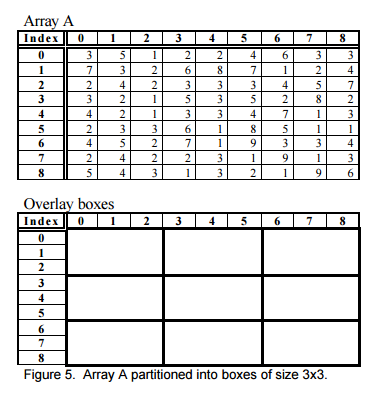 Array A
Index 0 1 2 3 4 5 6 7 8
0 3 5 1 2 2 4 6 3 3
1 7 3 2 6 8 7 1 2 4
2 2 4 2 3 3 3 4 5 7
3 3 2 1 5 3 5 2 8 2
4 4 2 1 3 3 4 7 1 3
5 2 3 3 6 1 8 5 1 1
6 4 5 2 7 1 9 3 3 4
7 2 4 2 2 3 1 9 1 3
8 5 4 3 1 3 2 1 9 6
Overlay boxes
Index 0 1 2 3 4 5 6 7 8
0
1
2
3
4
5
6
7
8
Figure 5. Array A partitioned into boxes of size 3x3.